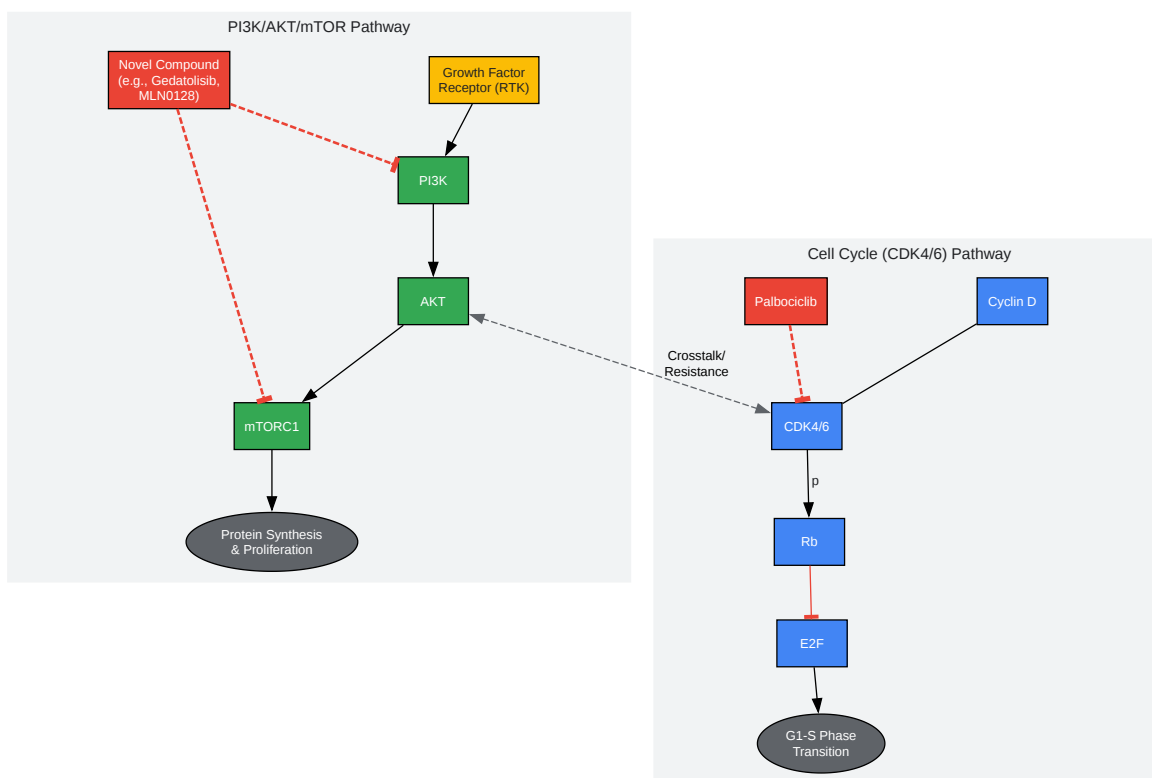 PI3K/AKT/mTOR Pathway
Novel Compound
(e.g., Gedatolisib,
MLN0128)
Growth Factor
Receptor (RTK)
PI3K
AKT
mTORC1
Protein Synthesis
& Proliferation
Crosstalk/
Resistance
Cell Cycle (CDK4/6) Pathway
Palbociclib
Cyclin D
CDK4/6
p
Rb
E2F
G1-S Phase
Transition